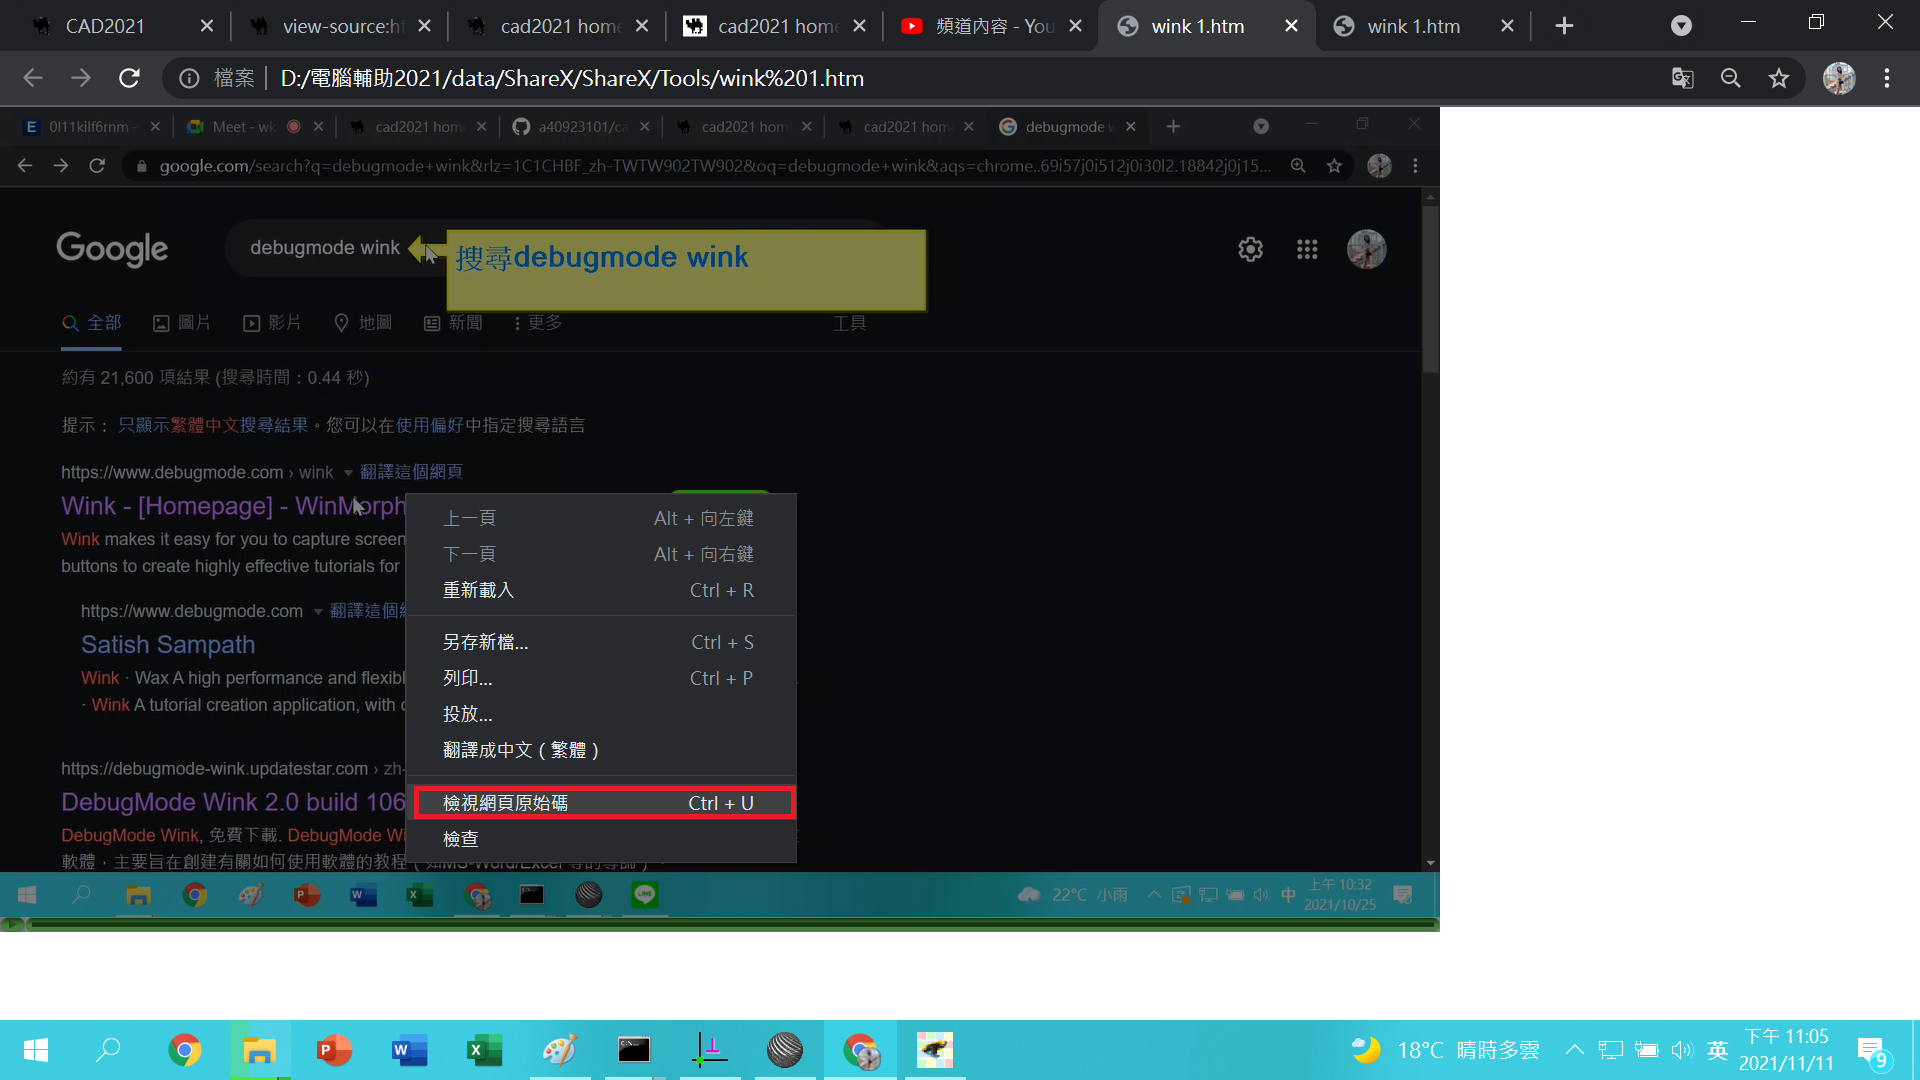 CAD2021
view-source:ht
cad2021 home
cad2021 home
頻道內容 - You
wink 1.htm
wink 1.htm
檔案
D:/電腦輔助2021/data/ShareX/ShareX/Tools/wink%201.htm
0l11kilf6rnm -
Meet - wk
cad2021 hom
a40923101/ca
cad2021 hom
cad2021 hom
debugmode w
google.com/search?q=debugmode+wink&rlz=1C1CHBF_zh-TWTW902TW902&oq=debugmode+wink&aqs=chrome..69i57j0i512j0i30l2.18842j0j15...
Google
debugmode wink
搜尋debugmode wink
全部
圖片
影片
地圖
新聞
更多
工具
約有 21,600 項結果 (搜尋時間：0.44 秒)
提示： 只顯示繁體中文搜尋結果。您可以在使用偏好中指定搜尋語言
https://www.debugmode.com › wink
翻譯這個網頁
Wink - [Homepage] - WinMorph
Wink makes it easy for you to capture screen
buttons to create highly effective tutorials for
https://www.debugmode.com
翻譯這個網
Satish Sampath
Wink · Wax A high performance and flexibl
· Wink A tutorial creation application, with
https://debugmode-wink.updatestar.com › zh-
DebugMode Wink 2.0 build 106
DebugMode Wink, 免費下載. DebugMode Wi
軟體，主要旨在創建有關如何使用軟體的教程（如MS-Word/Excel 等的導師）。
上一頁 Alt + 向左鍵
下一頁 Alt + 向右鍵
重新載入 Ctrl + R
另存新檔... Ctrl + S
列印... Ctrl + P
投放...
翻譯成中文 ( 繁體 )
檢視網頁原始碼 Ctrl + U
檢查
22°C 小雨
中
上午 10:32
2021/10/25
18°C 晴時多雲
英
下午 11:05
2021/11/11
9